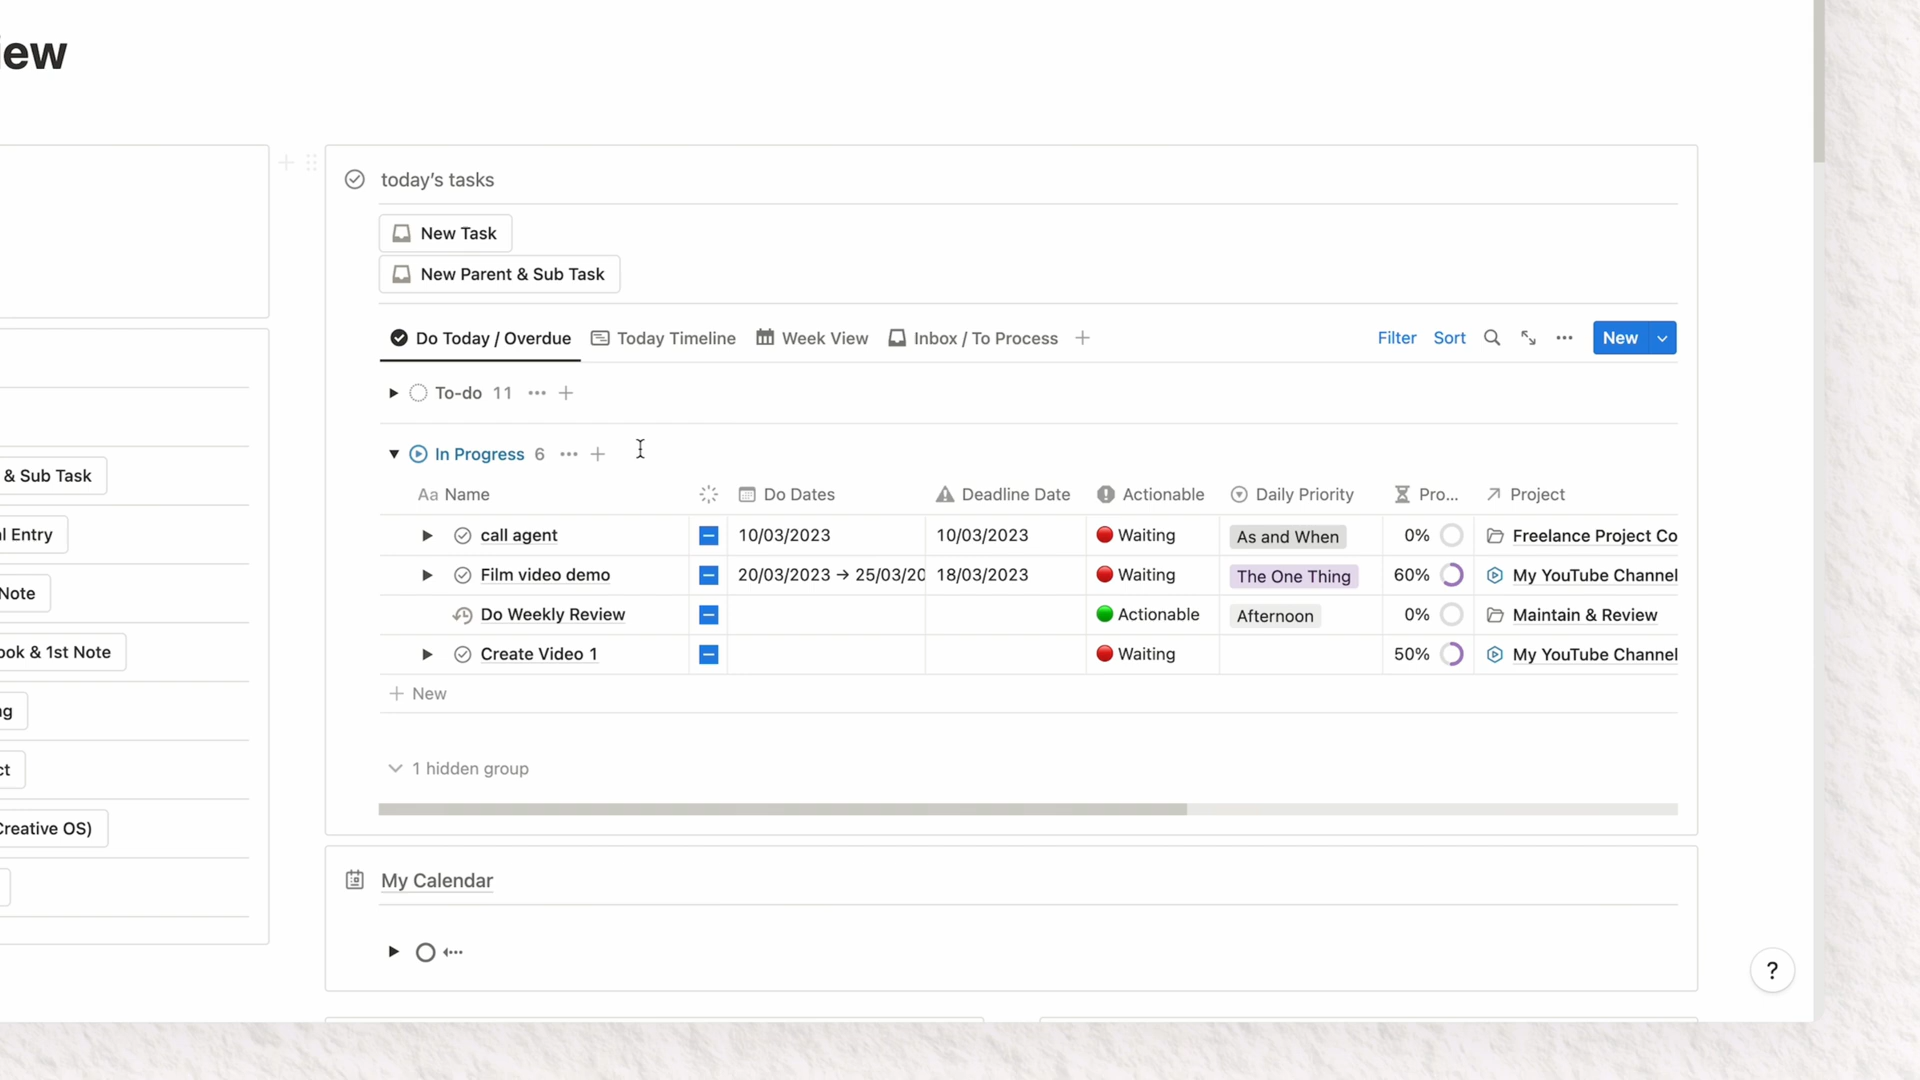 iew
today's tasks
New Task
New Parent & Sub Task
Do Today / Overdue Today Timeline Week View Inbox / To Process Filter Sort New
To-do 11
In Progress 6
Aa Name Do Dates Deadline Date Actionable Daily Priority Pro... Project
call agent 10/03/2023 10/03/2023 Waiting As and When 0% Freelance Project Co
Film video demo 20/03/2023 → 25/03/20 18/03/2023 Waiting The One Thing 60% My YouTube Channel
Do Weekly Review Actionable Afternoon 0% Maintain & Review
Create Video 1 Waiting 50% My YouTube Channel
New
1 hidden group
My Calendar
& Sub Task
al Entry
Note
ook & 1st Note
ng
ct
Creative OS)
?